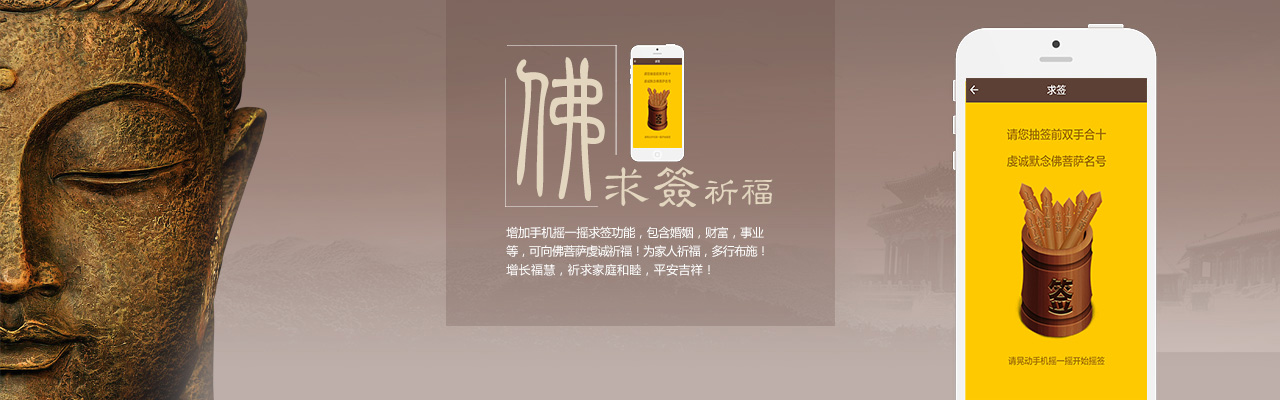 佛
求簽祈福
增加手机摇一摇求签功能，包含婚姻，财富，事业
等，可向佛菩萨虔诚祈福！为家人祈福，多行布施！
增长福慧，祈求家庭和睦，平安吉祥！
求签
请您抽签前双手合十
虔诚默念佛菩萨名号
签
请晃动手机摇一摇开始摇签